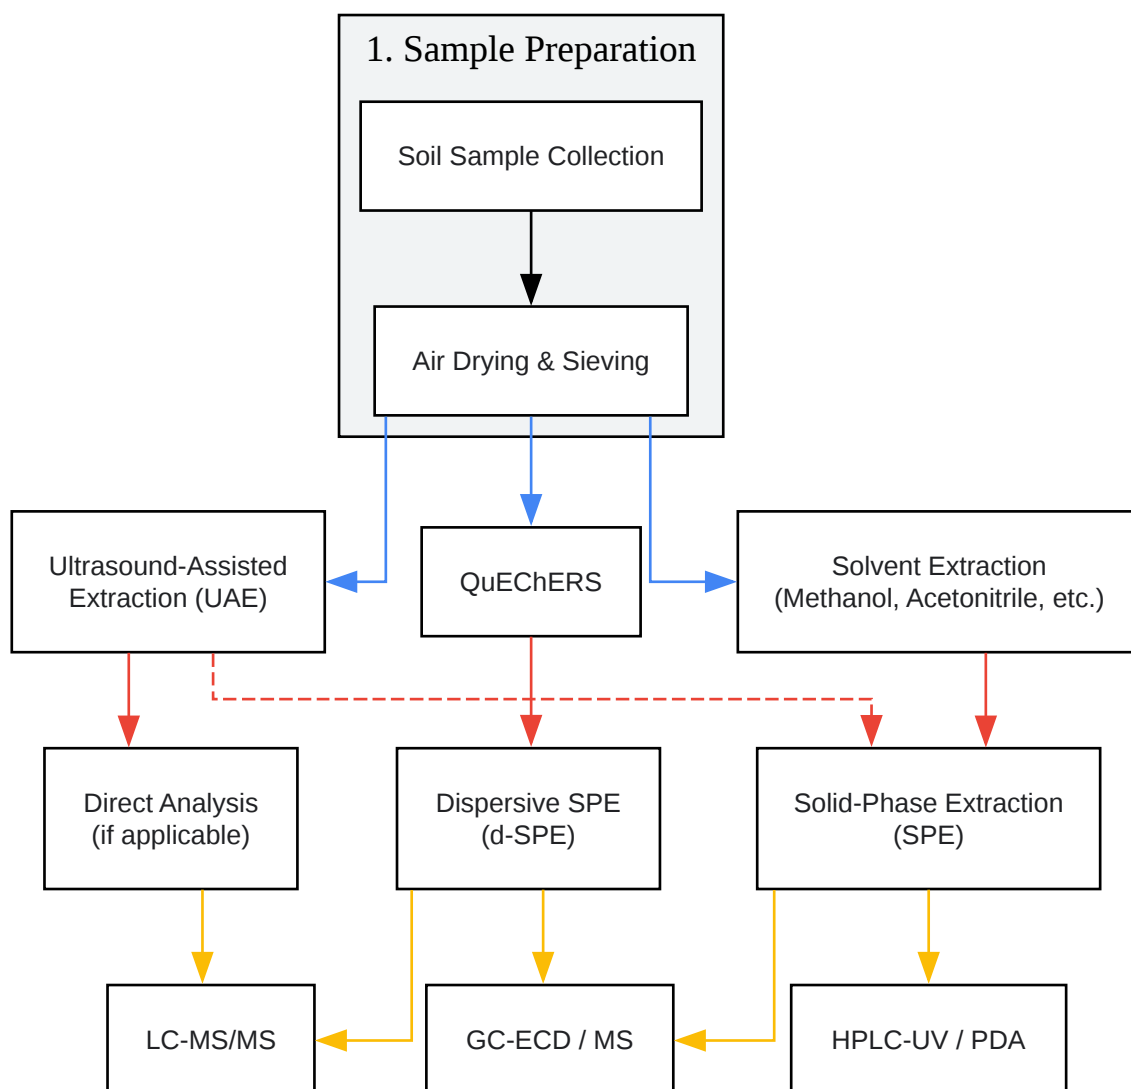 1. Sample Preparation
Soil Sample Collection
Air Drying & Sieving
Ultrasound-Assisted
Extraction (UAE)
QuEChERS
Solvent Extraction
(Methanol, Acetonitrile, etc.)
Direct Analysis
(if applicable)
Dispersive SPE
(d-SPE)
Solid-Phase Extraction
(SPE)
LC-MS/MS
GC-ECD / MS
HPLC-UV / PDA